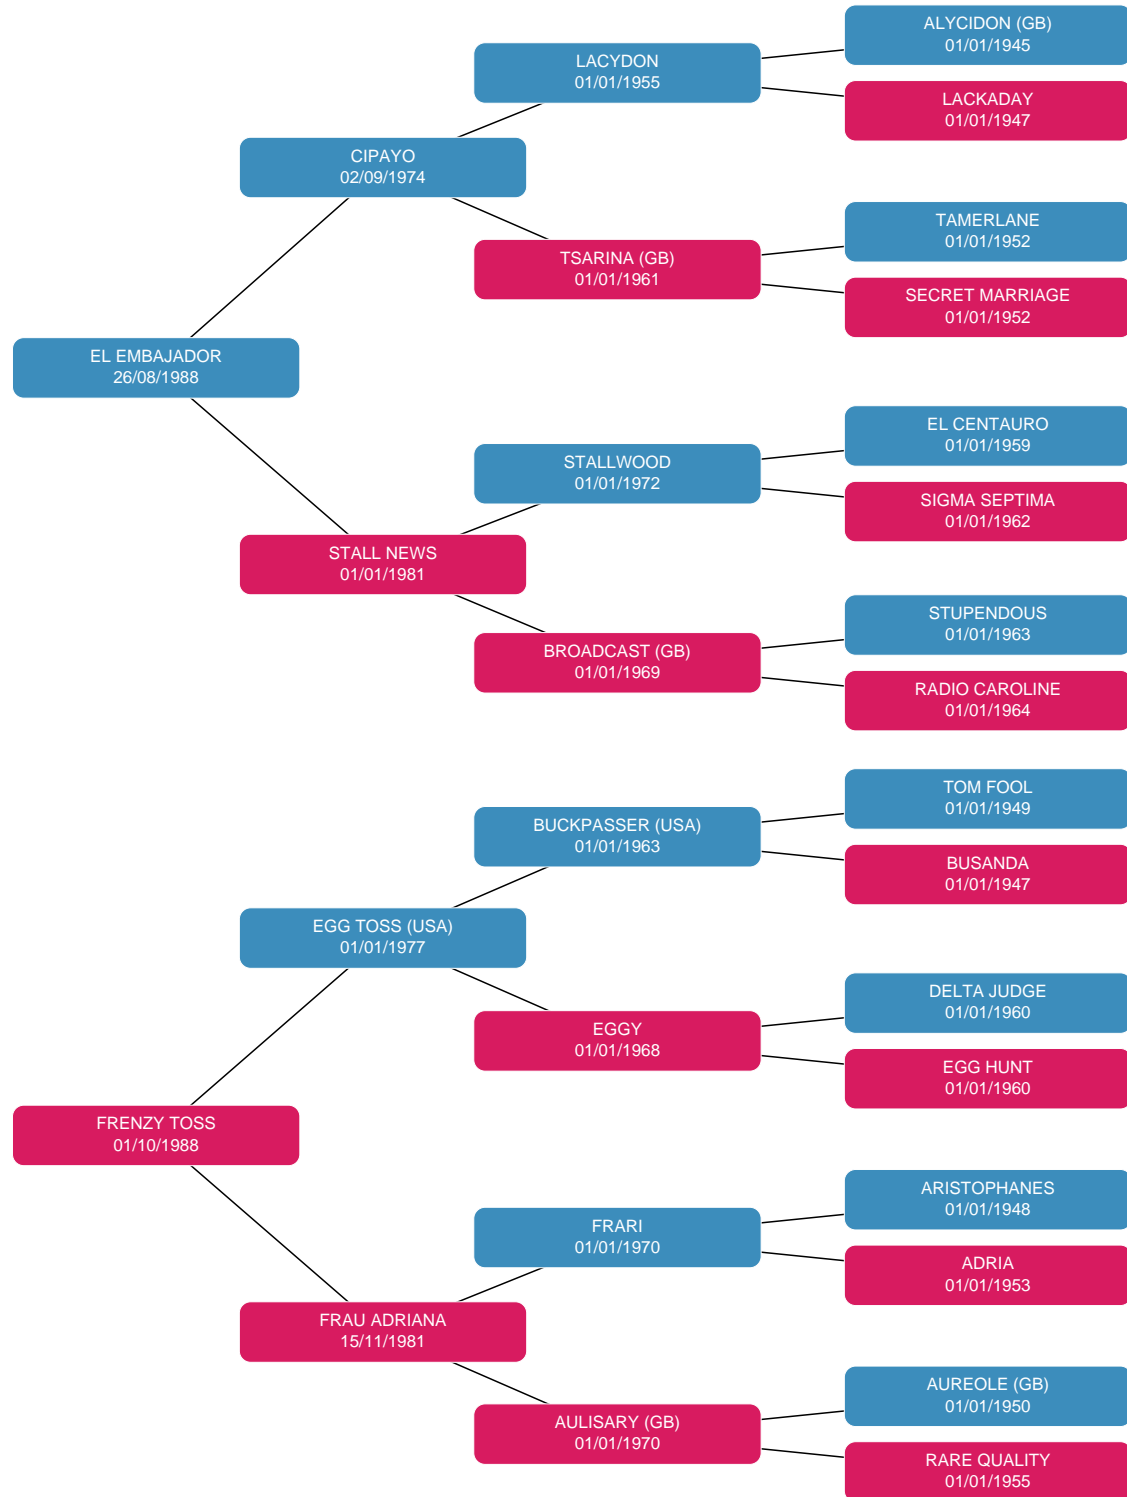 ALYCIDON (GB)
01/01/1945
LACYDON
01/01/1955
LACKADAY
01/01/1947
CIPAYO
02/09/1974
TAMERLANE
01/01/1952
TSARINA (GB)
01/01/1961
SECRET MARRIAGE
01/01/1952
EL EMBAJADOR
26/08/1988
EL CENTAURO
01/01/1959
STALLWOOD
01/01/1972
SIGMA SEPTIMA
01/01/1962
STALL NEWS
01/01/1981
STUPENDOUS
01/01/1963
BROADCAST (GB)
01/01/1969
RADIO CAROLINE
01/01/1964
TOM FOOL
01/01/1949
BUCKPASSER (USA)
01/01/1963
BUSANDA
01/01/1947
EGG TOSS (USA)
01/01/1977
DELTA JUDGE
01/01/1960
EGGY
01/01/1968
EGG HUNT
01/01/1960
FRENZY TOSS
01/10/1988
ARISTOPHANES
01/01/1948
FRARI
01/01/1970
ADRIA
01/01/1953
FRAU ADRIANA
15/11/1981
AUREOLE (GB)
01/01/1950
AULISARY (GB)
01/01/1970
RARE QUALITY
01/01/1955